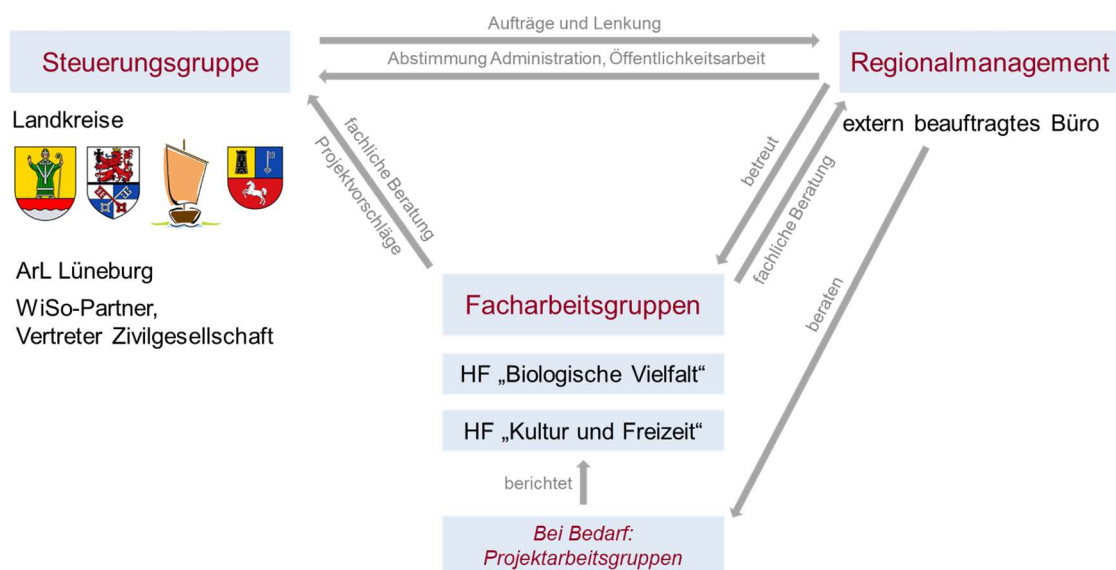 Aufträge und Lenkung
Steuerungsgruppe
Abstimmung Administration, Öffentlichkeitsarbeit
Regionalmanagement
Landkreise
extern beauftragtes Büro
fachliche Beratung
Projektvorschläge
betreut
fachliche Beratung
beraten
ArL Lüneburg
WiSo-Partner,
Vertreter Zivilgesellschaft
Facharbeitsgruppen
HF „Biologische Vielfalt“
HF „Kultur und Freizeit“
berichtet
Bei Bedarf:
Projektarbeitsgruppen